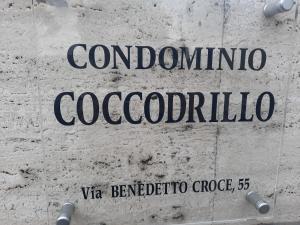 CONDOMINIO
COCCODRILLO
Via BENEDETTO CROCE, 55